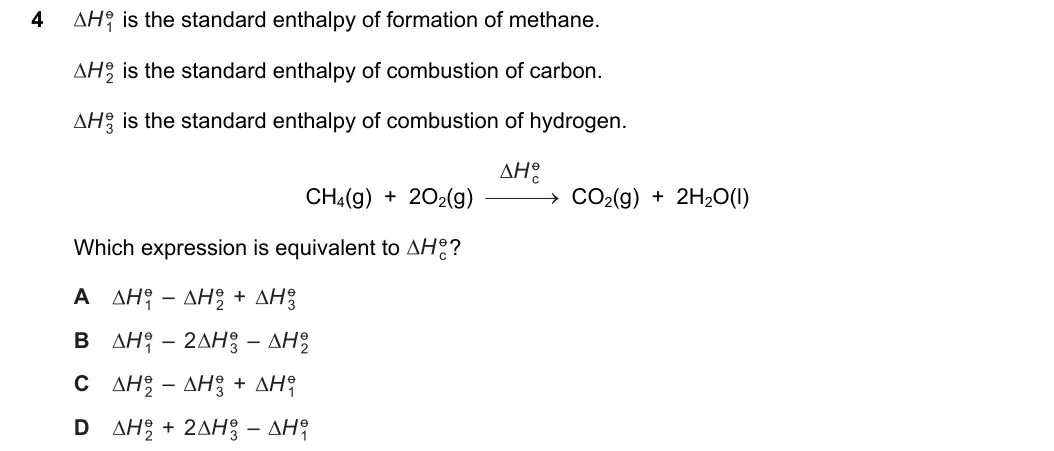 4 ΔH₁⦵ is the standard enthalpy of formation of methane.
ΔH₂⦵ is the standard enthalpy of combustion of carbon.
ΔH₃⦵ is the standard enthalpy of combustion of hydrogen.
ΔH꜀⦵
CH₄(g) + 2O₂(g) ⟶ CO₂(g) + 2H₂O(l)
Which expression is equivalent to ΔH꜀⦵?
A ΔH₁⦵ – ΔH₂⦵ + ΔH₃⦵
B ΔH₁⦵ – 2ΔH₃⦵ – ΔH₂⦵
C ΔH₂⦵ – ΔH₃⦵ + ΔH₁⦵
D ΔH₂⦵ + 2ΔH₃⦵ – ΔH₁⦵